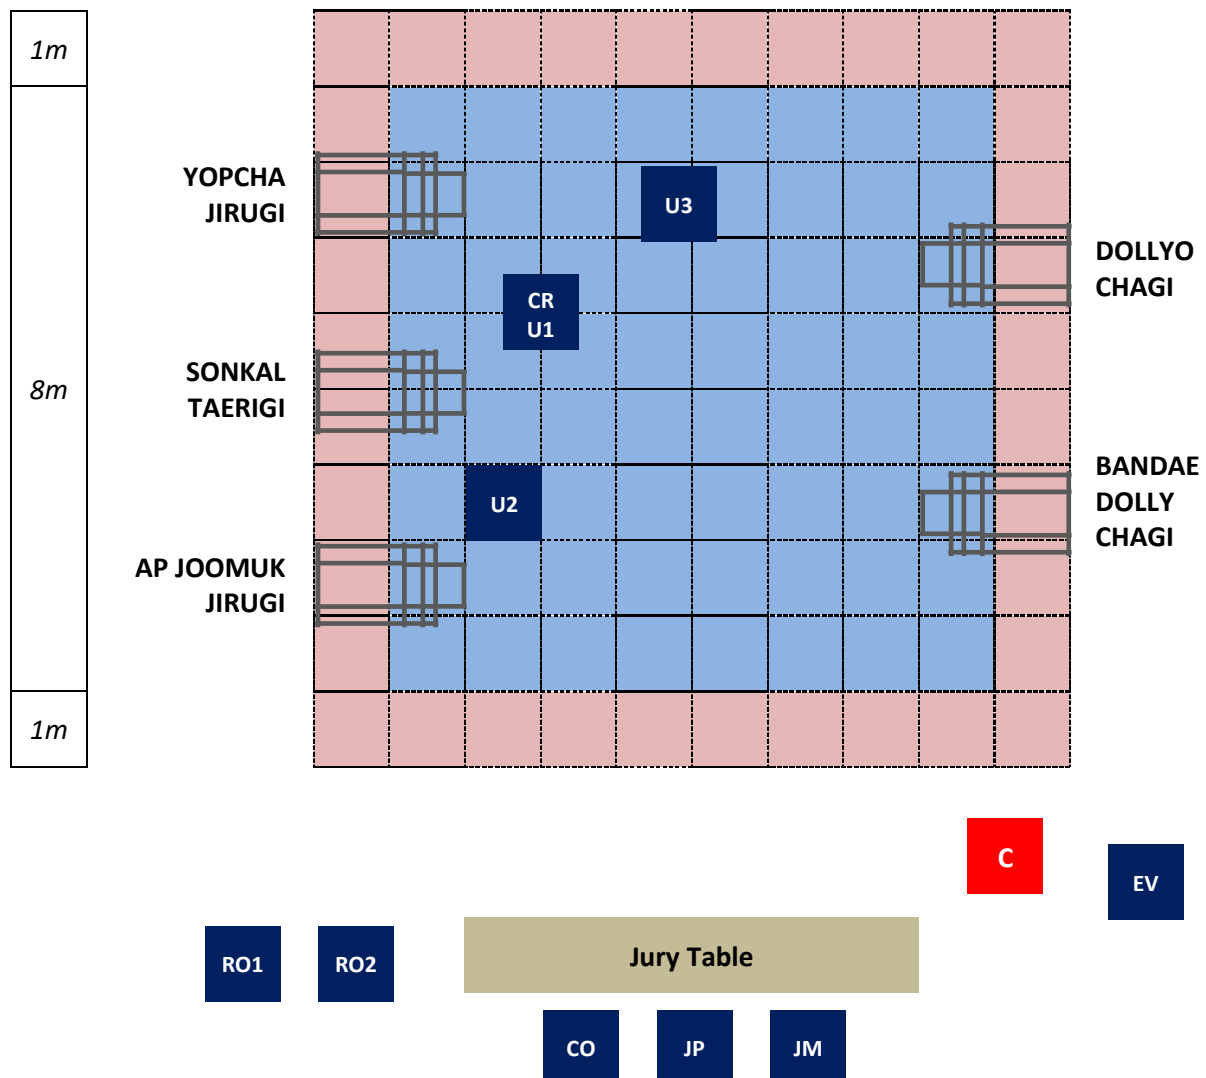 1m
8m
1m
YOPCHA
JIRUGI
SONKAL
TAERIGI
AP JOOMUK
JIRUGI
U3
CR
U1
U2
DOLLYO
CHAGI
BANDAE
DOLLY
CHAGI
C
EV
RO1
RO2
Jury Table
CO
JP
JM